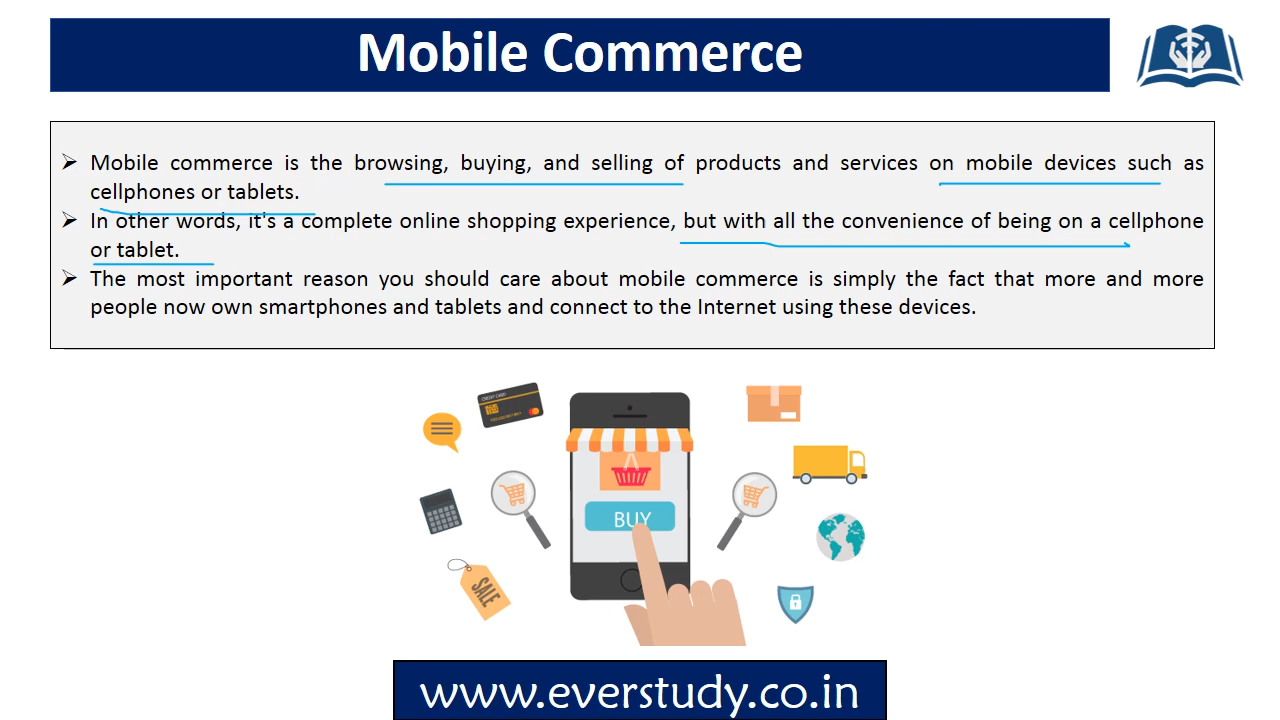 Mobile Commerce
➢ Mobile commerce is the browsing, buying, and selling of products and services on mobile devices such as
cellphones or tablets.
➢ In other words, it's a complete online shopping experience, but with all the convenience of being on a cellphone
or tablet.
➢ The most important reason you should care about mobile commerce is simply the fact that more and more
people now own smartphones and tablets and connect to the Internet using these devices.
CREDIT CARD
BUY
SALE
www.everstudy.co.in